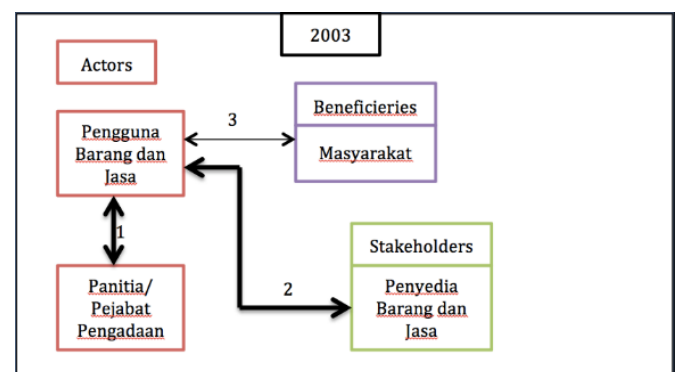 2003
Actors
Pengguna
Barang dan
Jasa
3
Beneficieries
Masyarakat
1
Panitia/
Pejabat
Pengadaan
2
Stakeholders
Penyedia
Barang dan
Jasa